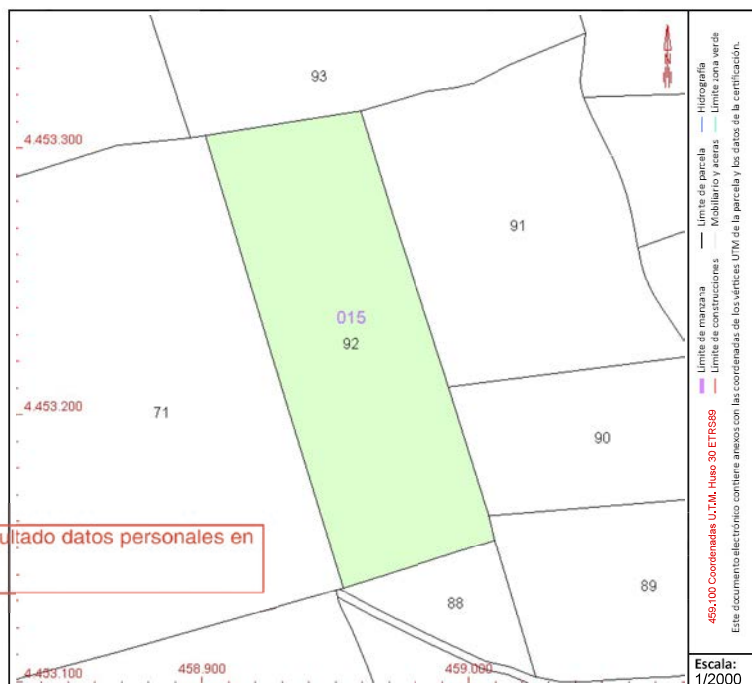 93
4.453.300
91
015
92
4.453.200
71
90
ultado datos personales en
88
89
4.453.100
458.900
459.000
Hidrografía
Límite zona verde
Límite de parcela
Mobiliario y aceras
Límite de manzana
Límite de construcciones
459.100 Coordenadas U.T.M. Huso 30 ETRS89
Este documento electrónico contiene anexos con las coordenadas de los vértices UTM de la parcela y los datos de la certificación.
Escala:
1/2000